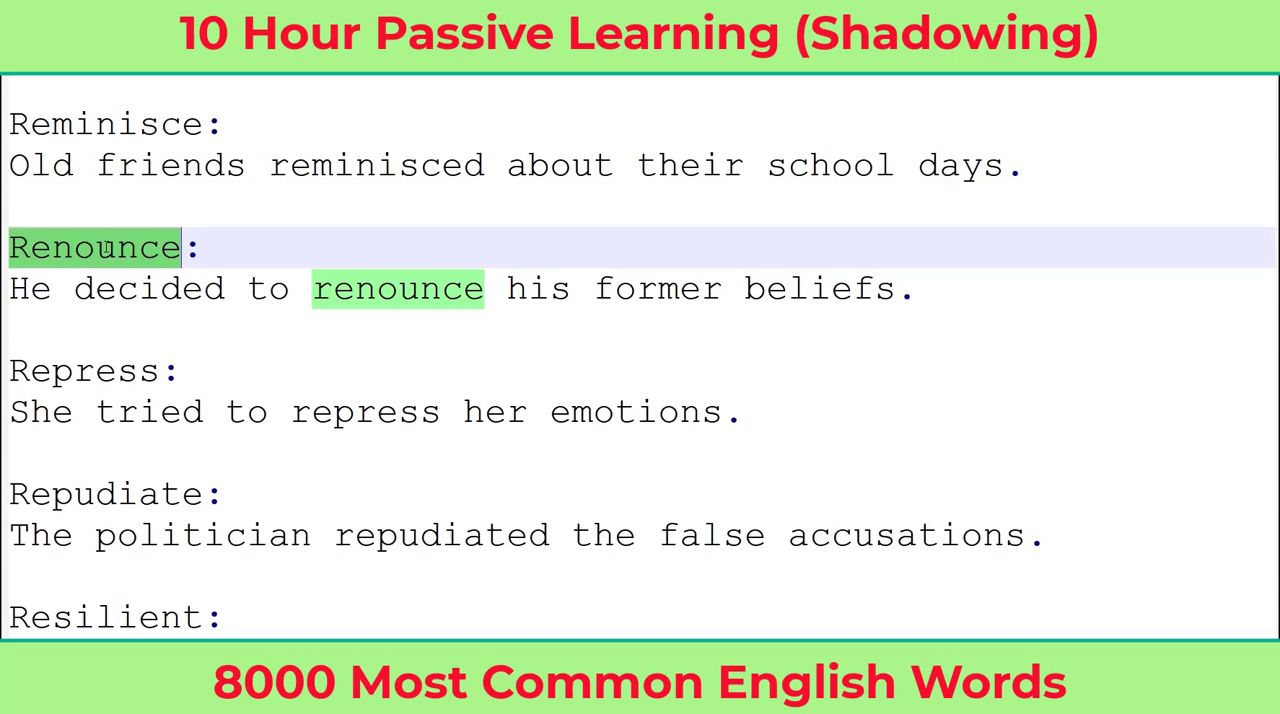 10 Hour Passive Learning (Shadowing)
Reminisce:
Old friends reminisced about their school days.
Renounce:
He decided to renounce his former beliefs.
Repress:
She tried to repress her emotions.
Repudiate:
The politician repudiated the false accusations.
Resilient:
8000 Most Common English Words